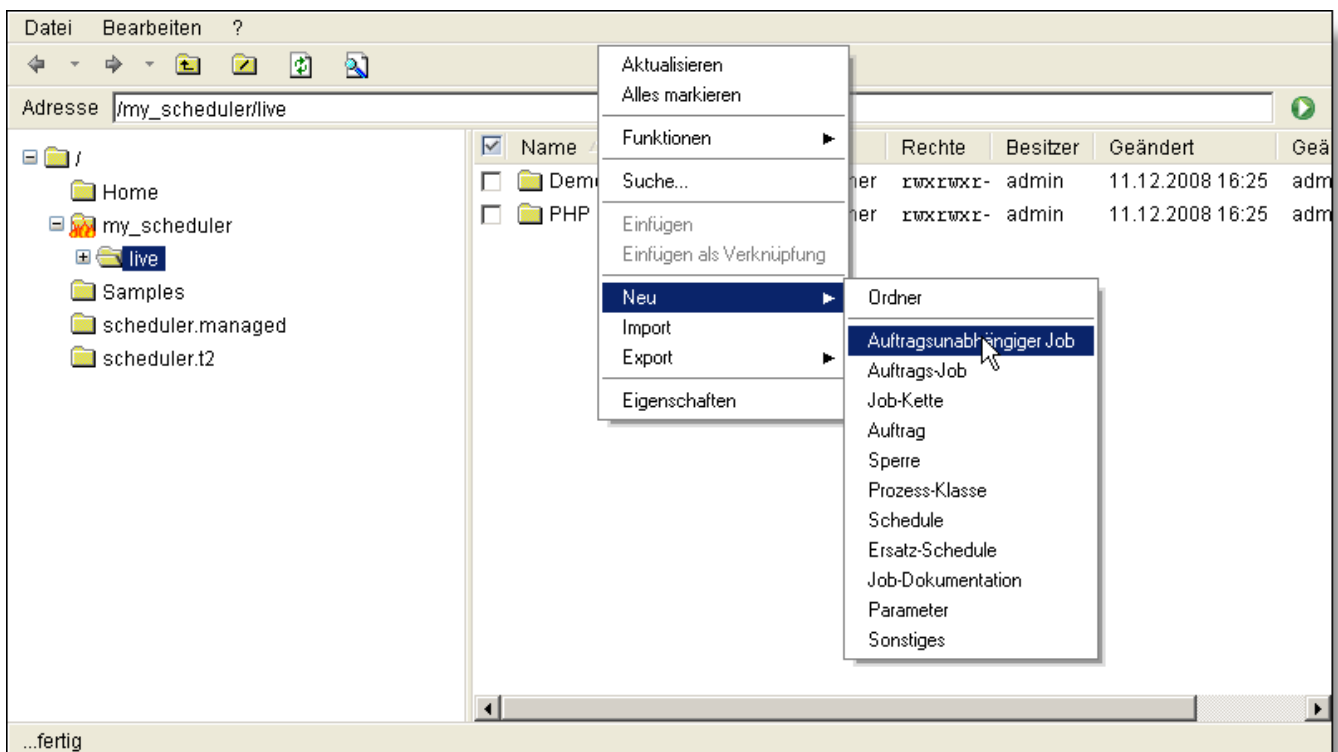 Datei Bearbeiten ?
Adresse /my_scheduler/live
/
Home
my_scheduler
live
Samples
scheduler.managed
scheduler.t2
Name Rechte Besitzer Geändert
rwxrwxr- admin 11.12.2008 16:25
PHP rwxrwxr- admin 11.12.2008 16:25
Aktualisieren
Alles markieren
Funktionen
Suche...
Einfügen
Einfügen als Verknüpfung
Neu
Import
Export
Eigenschaften
Ordner
Auftragsunabhängiger Job
Auftrags-Job
Job-Kette
Auftrag
Sperre
Prozess-Klasse
Schedule
Ersatz-Schedule
Job-Dokumentation
Parameter
Sonstiges
...fertig